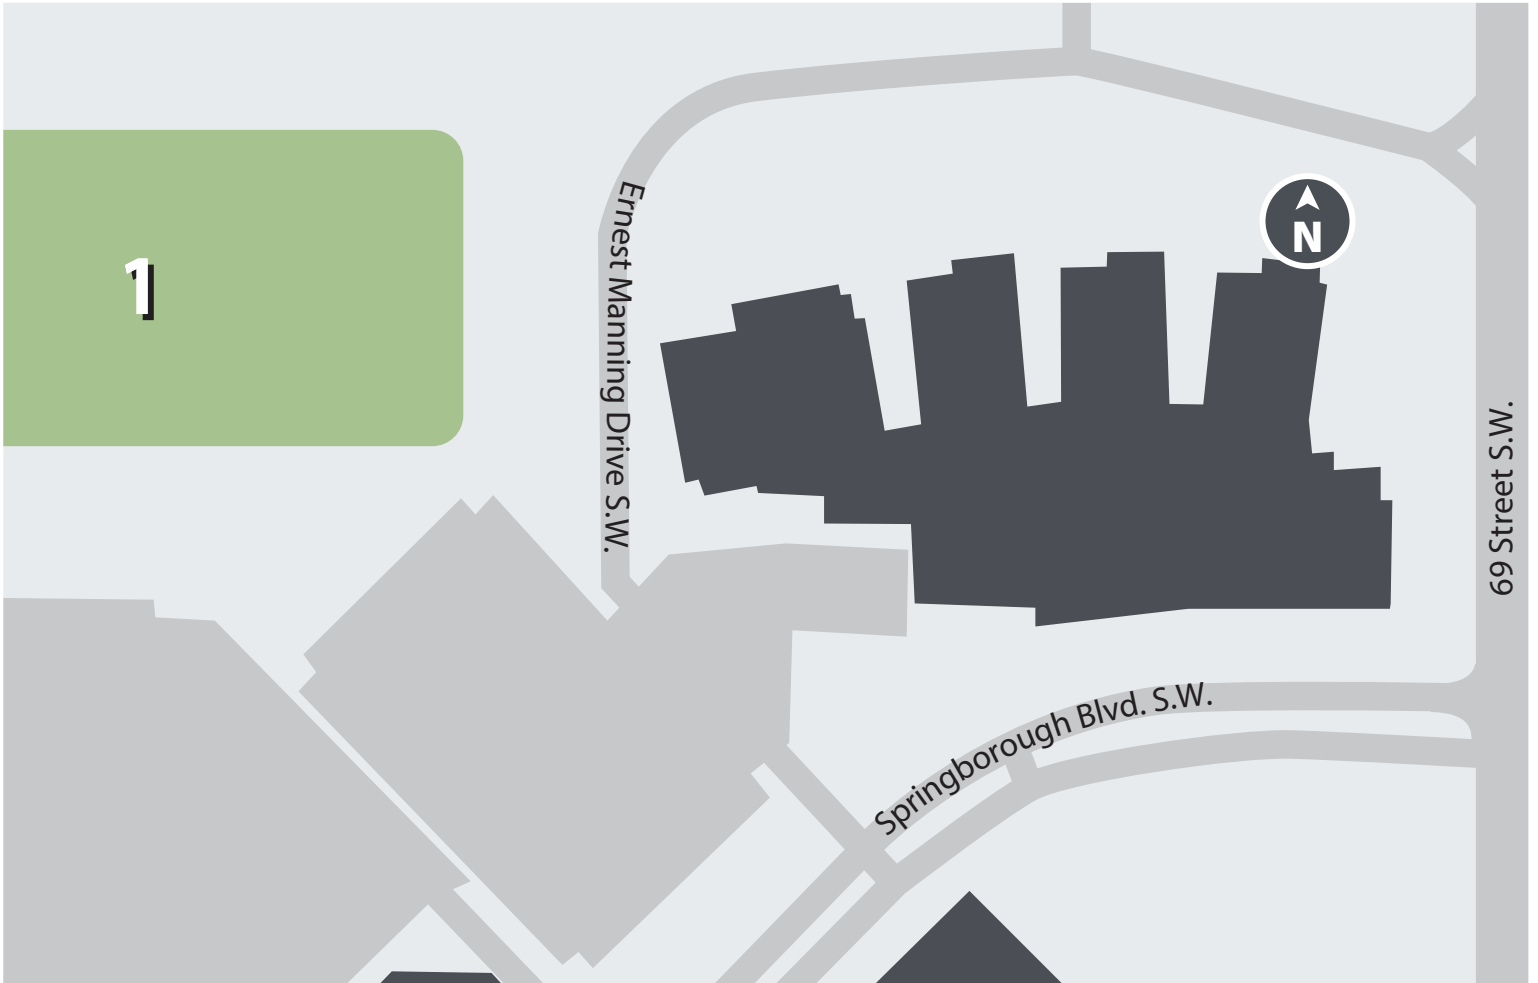 1
N
Ernest Manning Drive S.W.
69 Street S.W.
Springborough Blvd. S.W.